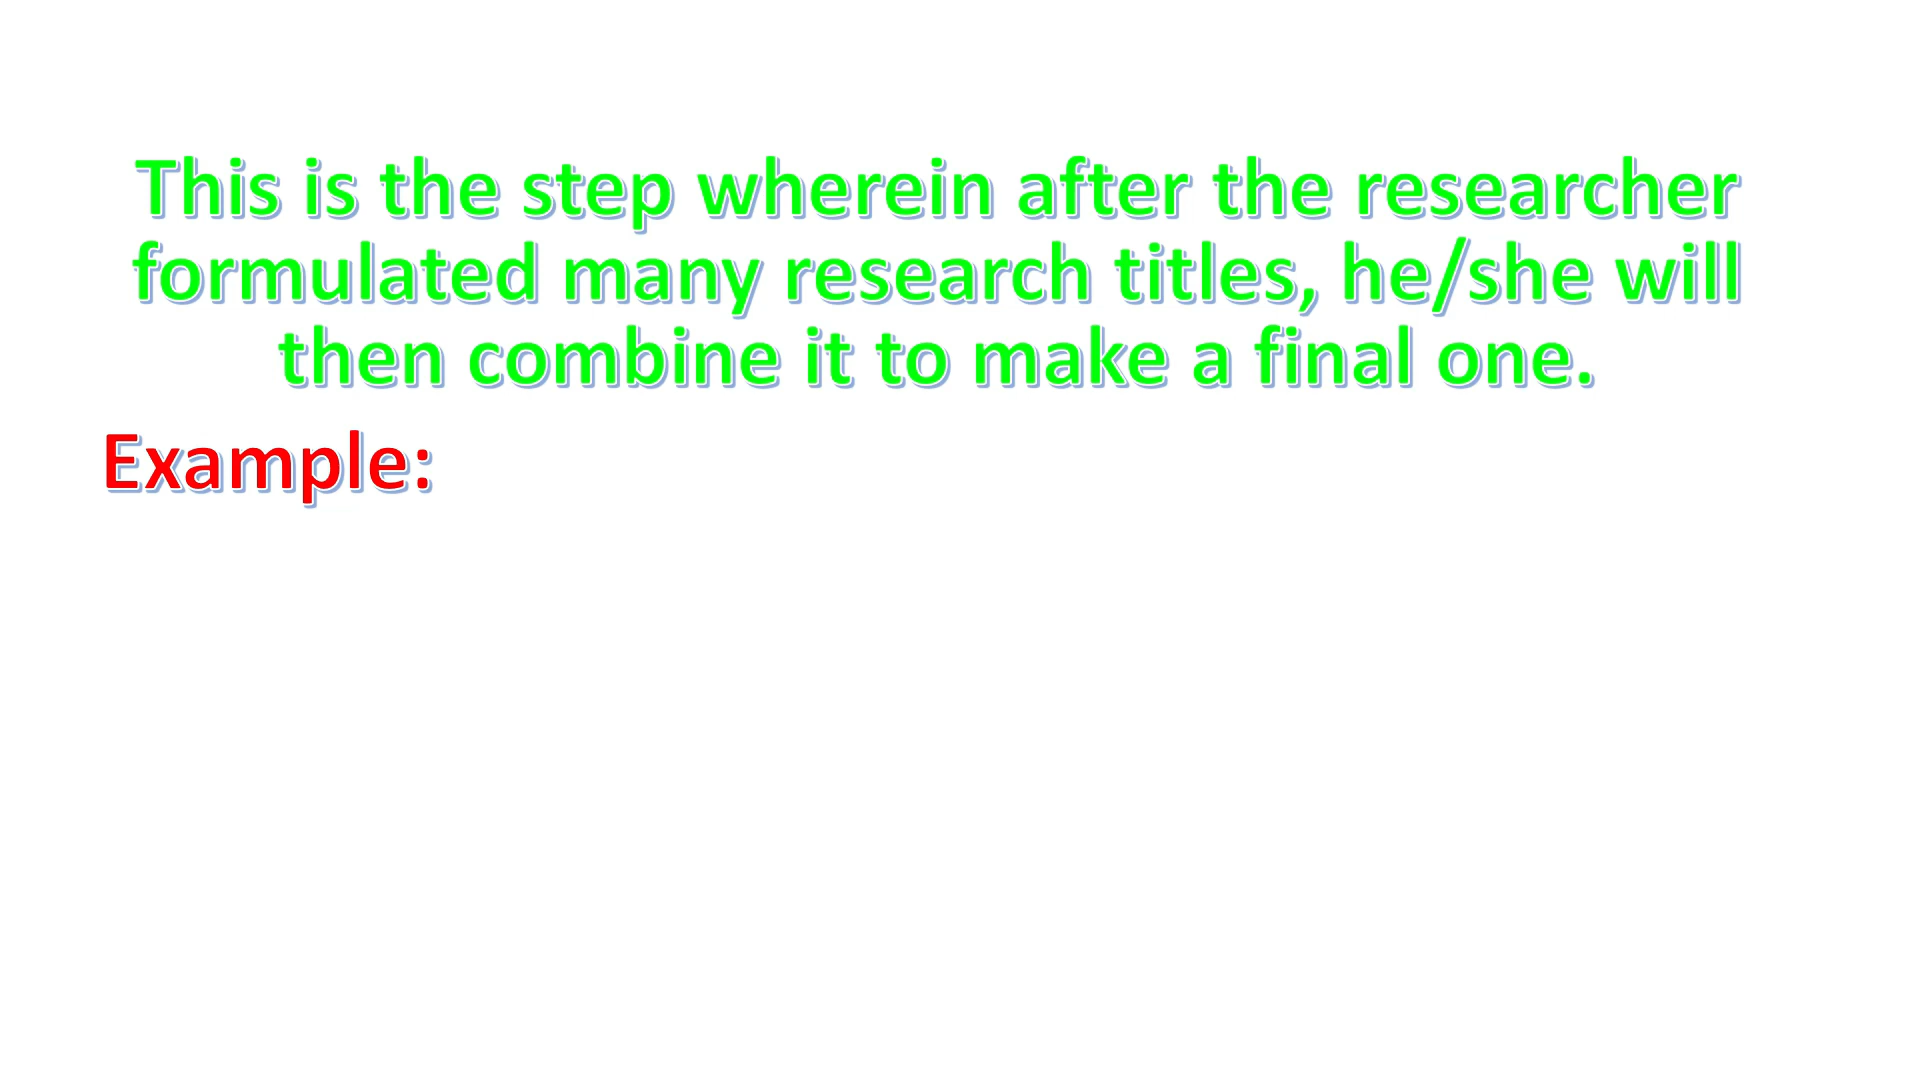 This is the step wherein after the researcher
formulated many research titles, he/she will
then combine it to make a final one.
Example: